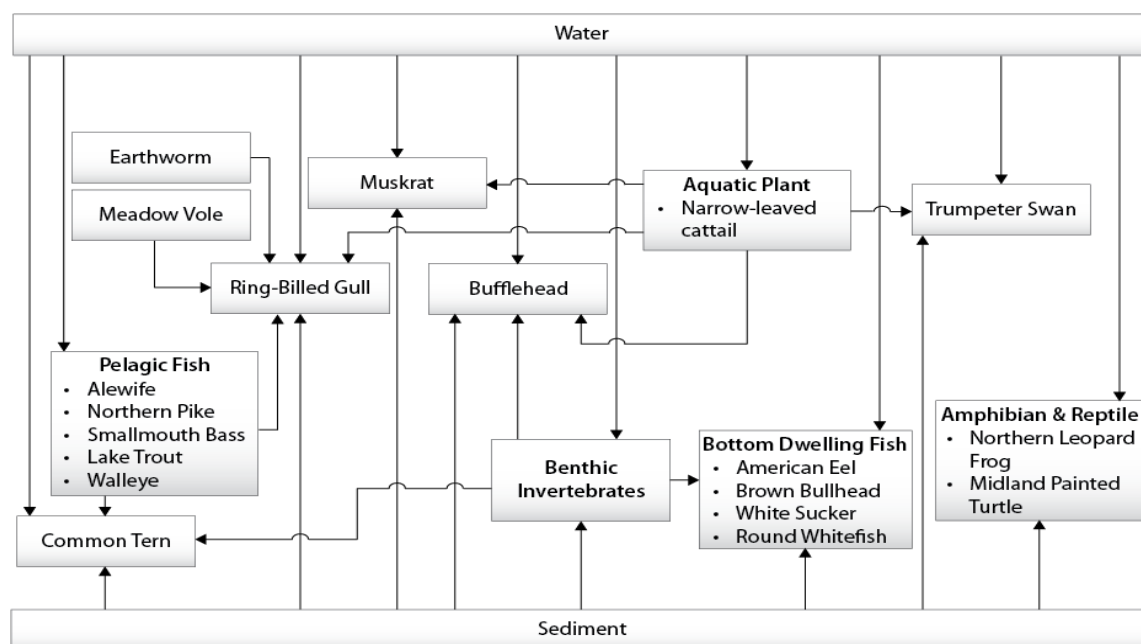 Water
Earthworm
Meadow Vole
Muskrat
Aquatic Plant
• Narrow-leaved
cattail
Trumpeter Swan
Ring-Billed Gull
Bufflehead
Pelagic Fish
• Alewife
• Northern Pike
• Smallmouth Bass
• Lake Trout
• Walleye
Benthic
Invertebrates
Bottom Dwelling Fish
• American Eel
• Brown Bullhead
• White Sucker
• Round Whitefish
Amphibian & Reptile
• Northern Leopard
Frog
• Midland Painted
Turtle
Common Tern
Sediment